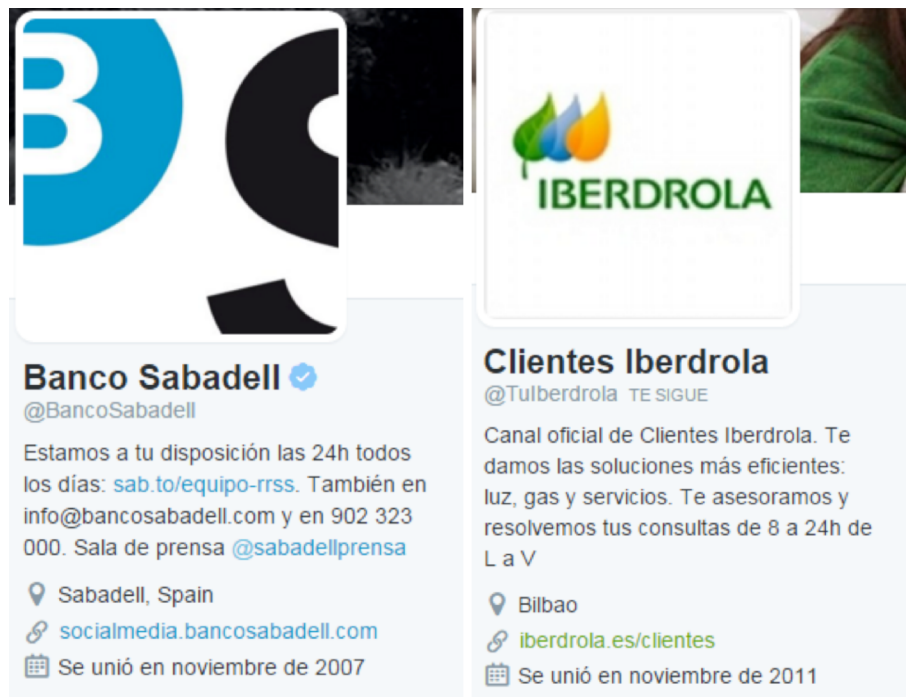 BS
Banco Sabadell
@BancoSabadell
Estamos a tu disposición las 24h todos
los días: sab.to/equipo-rrss. También en
info@bancosabadell.com y en 902 323
000. Sala de prensa @sabadellprensa
Sabadell, Spain
socialmedia.bancosabadell.com
Se unió en noviembre de 2007
IBERDROLA
Clientes Iberdrola
@TuIberdrola TE SIGUE
Canal oficial de Clientes Iberdrola. Te
damos las soluciones más eficientes:
luz, gas y servicios. Te asesoramos y
resolvemos tus consultas de 8 a 24h de
L a V
Bilbao
iberdrola.es/clientes
Se unió en noviembre de 2011